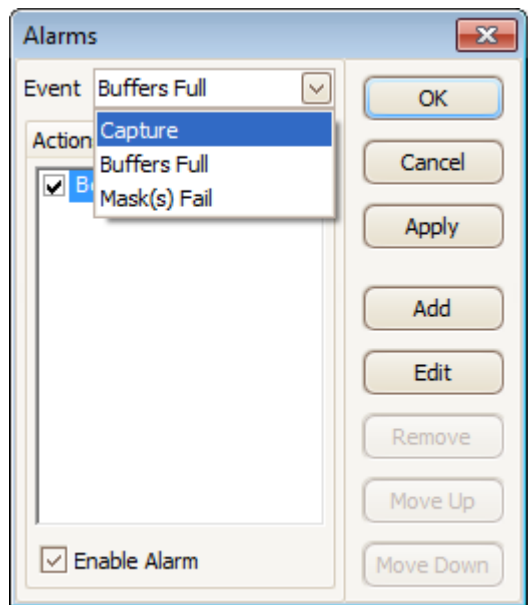 Alarms
Event Buffers Full
Capture
Buffers Full
Mask(s) Fail
Action
B
Enable Alarm
OK
Cancel
Apply
Add
Edit
Remove
Move Up
Move Down